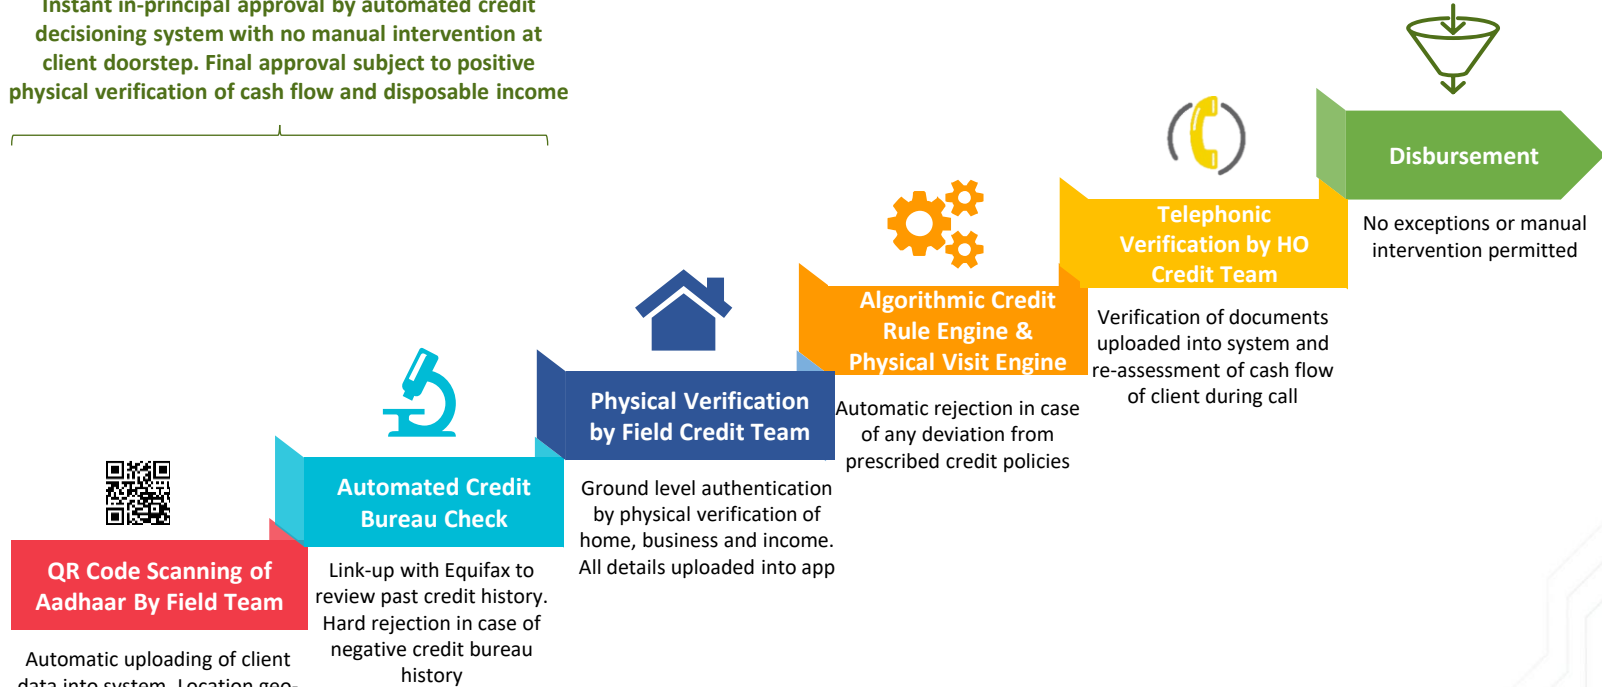 Instant in-principal approval by automated credit
decisioning system with no manual intervention at
client doorstep. Final approval subject to positive
physical verification of cash flow and disposable income
Disbursement
No exceptions or manual
intervention permitted
Telephonic
Verification by HO
Credit Team
Verification of documents
uploaded into system and
re-assessment of cash flow
of client during call
Algorithmic Credit
Rule Engine &
Physical Visit Engine
Automatic rejection in case
of any deviation from
prescribed credit policies
Physical Verification
by Field Credit Team
Ground level authentication
by physical verification of
home, business and income.
All details uploaded into app
Automated Credit
Bureau Check
Link-up with Equifax to
review past credit history.
Hard rejection in case of
negative credit bureau
history
QR Code Scanning of
Aadhaar By Field Team
Automatic uploading of client
data into system. Location geo-